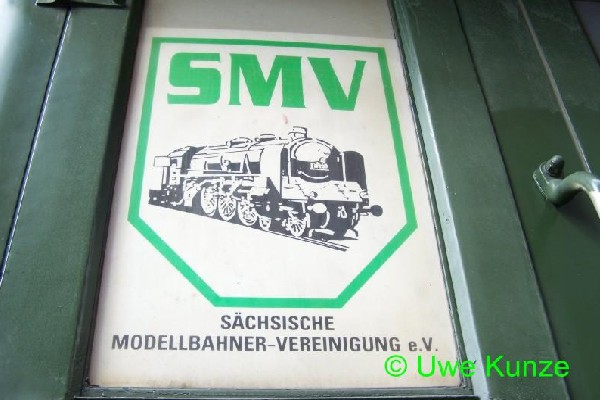 SMV
SÄCHSISCHE
MODELLBAHNER-VEREINIGUNG e.V.
© Uwe Kunze